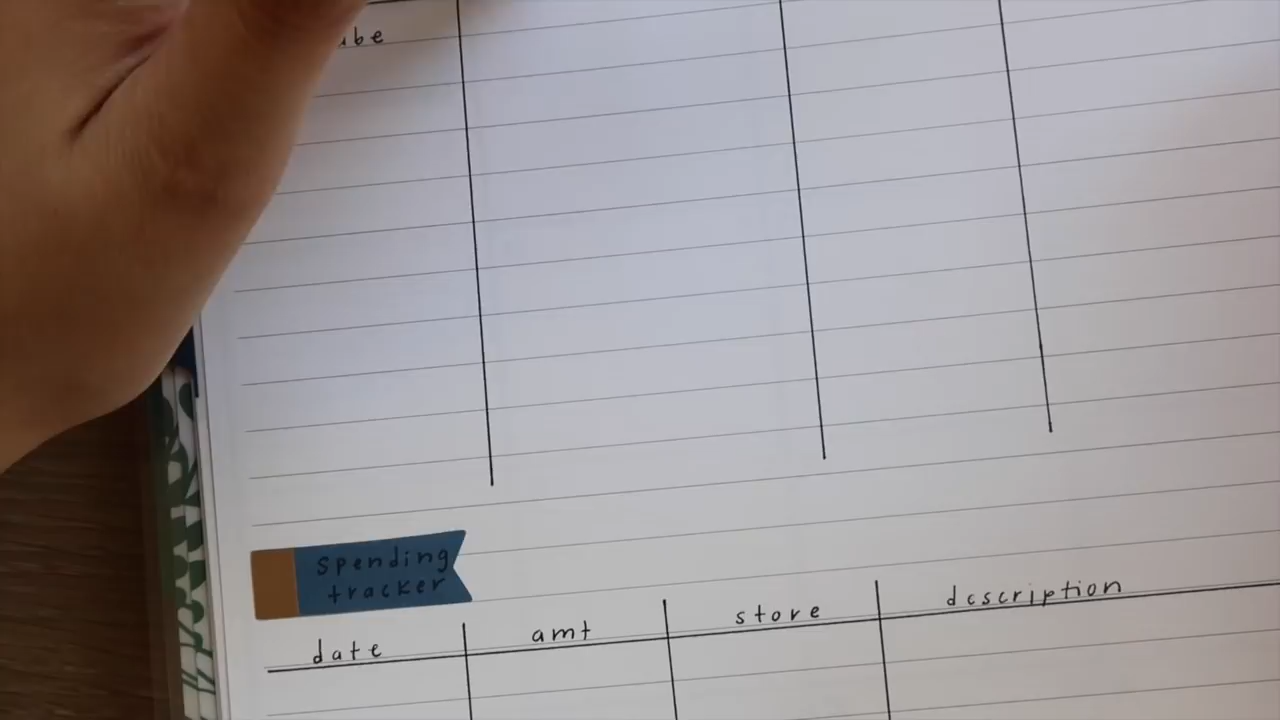 spending
tracker
date amt store description